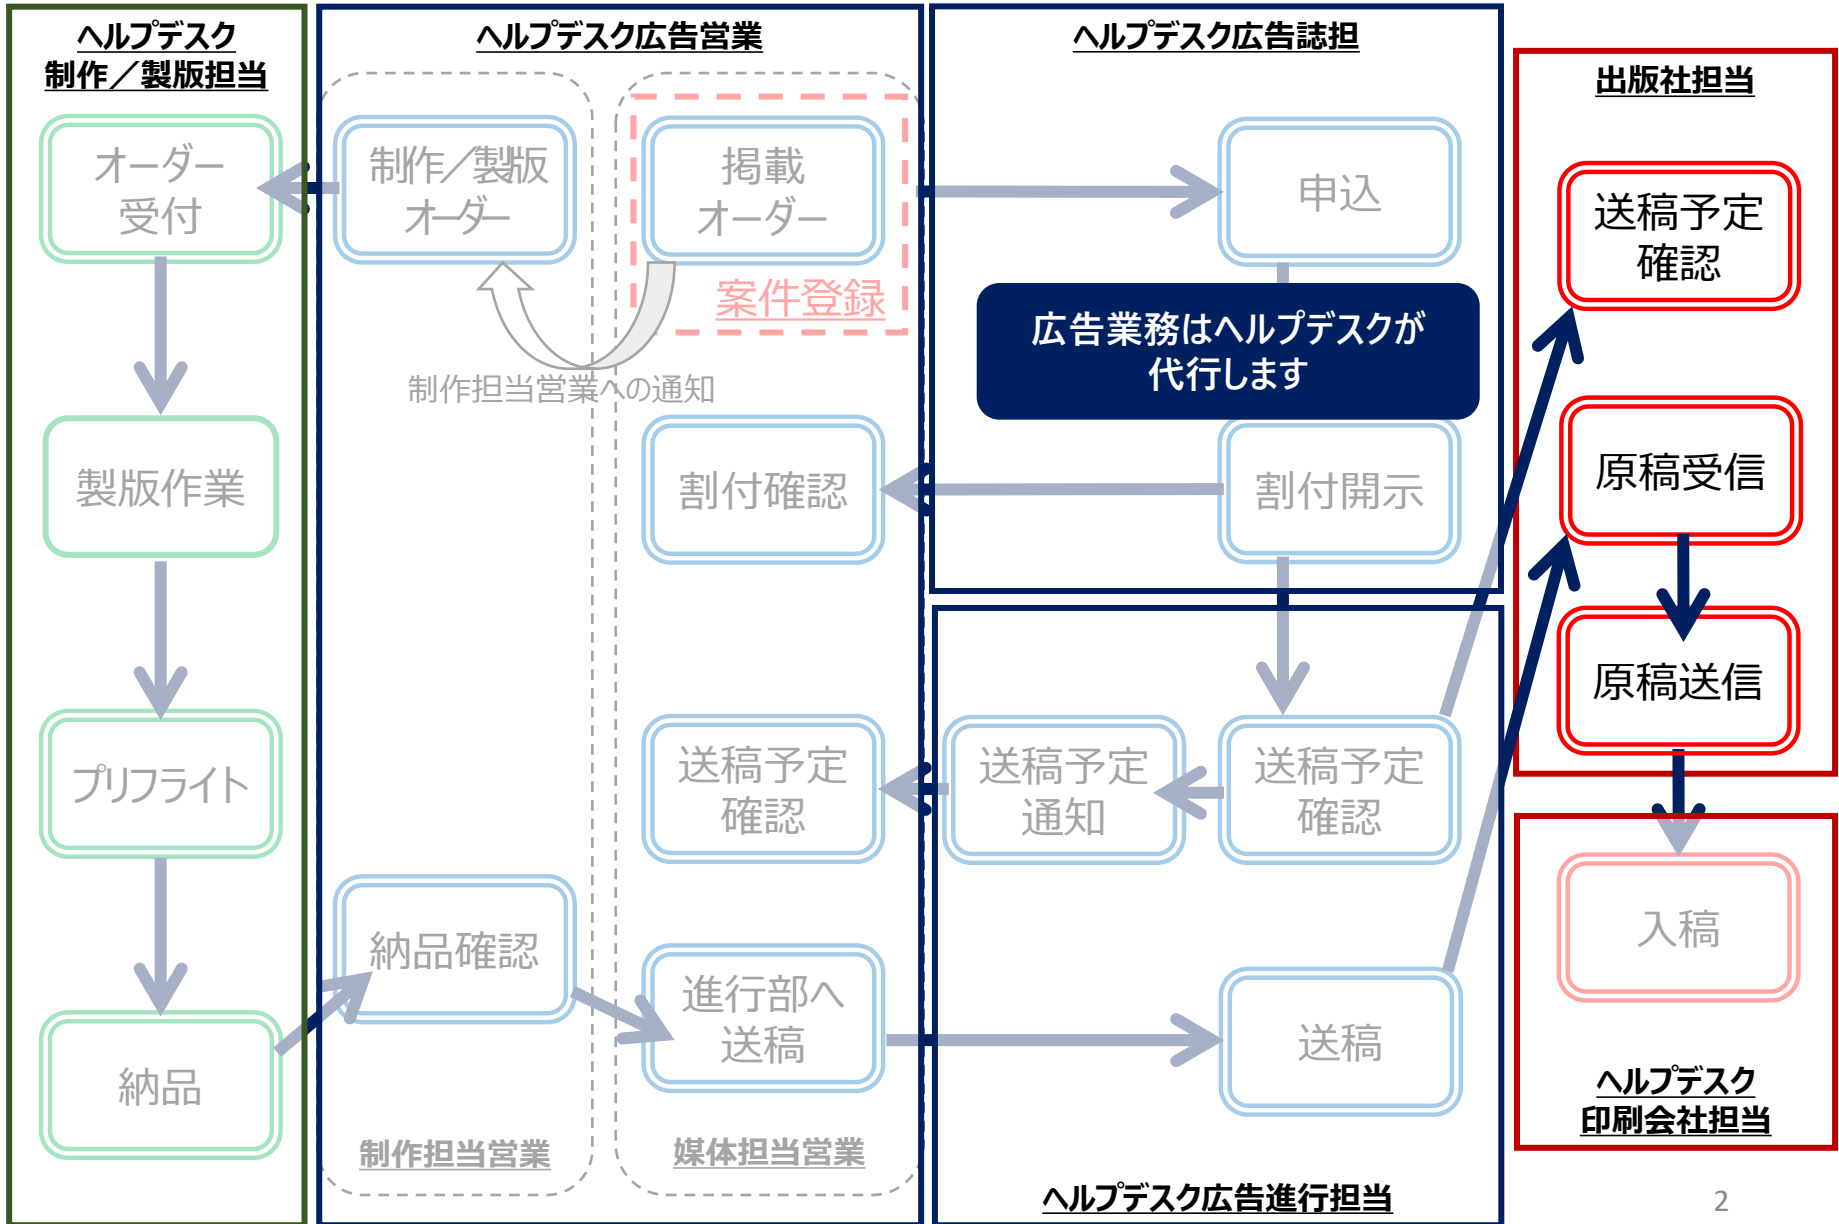 ヘルプデスク
制作／製版担当
オーダー
受付
製版作業
プリフライト
納品
ヘルプデスク広告営業
制作／製版
オーダー
掲載
オーダー
案件登録
制作担当営業への通知
割付確認
送稿予定
確認
納品確認
進行部へ
送稿
制作担当営業
媒体担当営業
ヘルプデスク広告誌担
申込
広告業務はヘルプデスクが
代行します
割付開示
送稿予定
通知
送稿予定
確認
送稿
ヘルプデスク広告進行担当
出版社担当
送稿予定
確認
原稿受信
原稿送信
入稿
ヘルプデスク
印刷会社担当
2